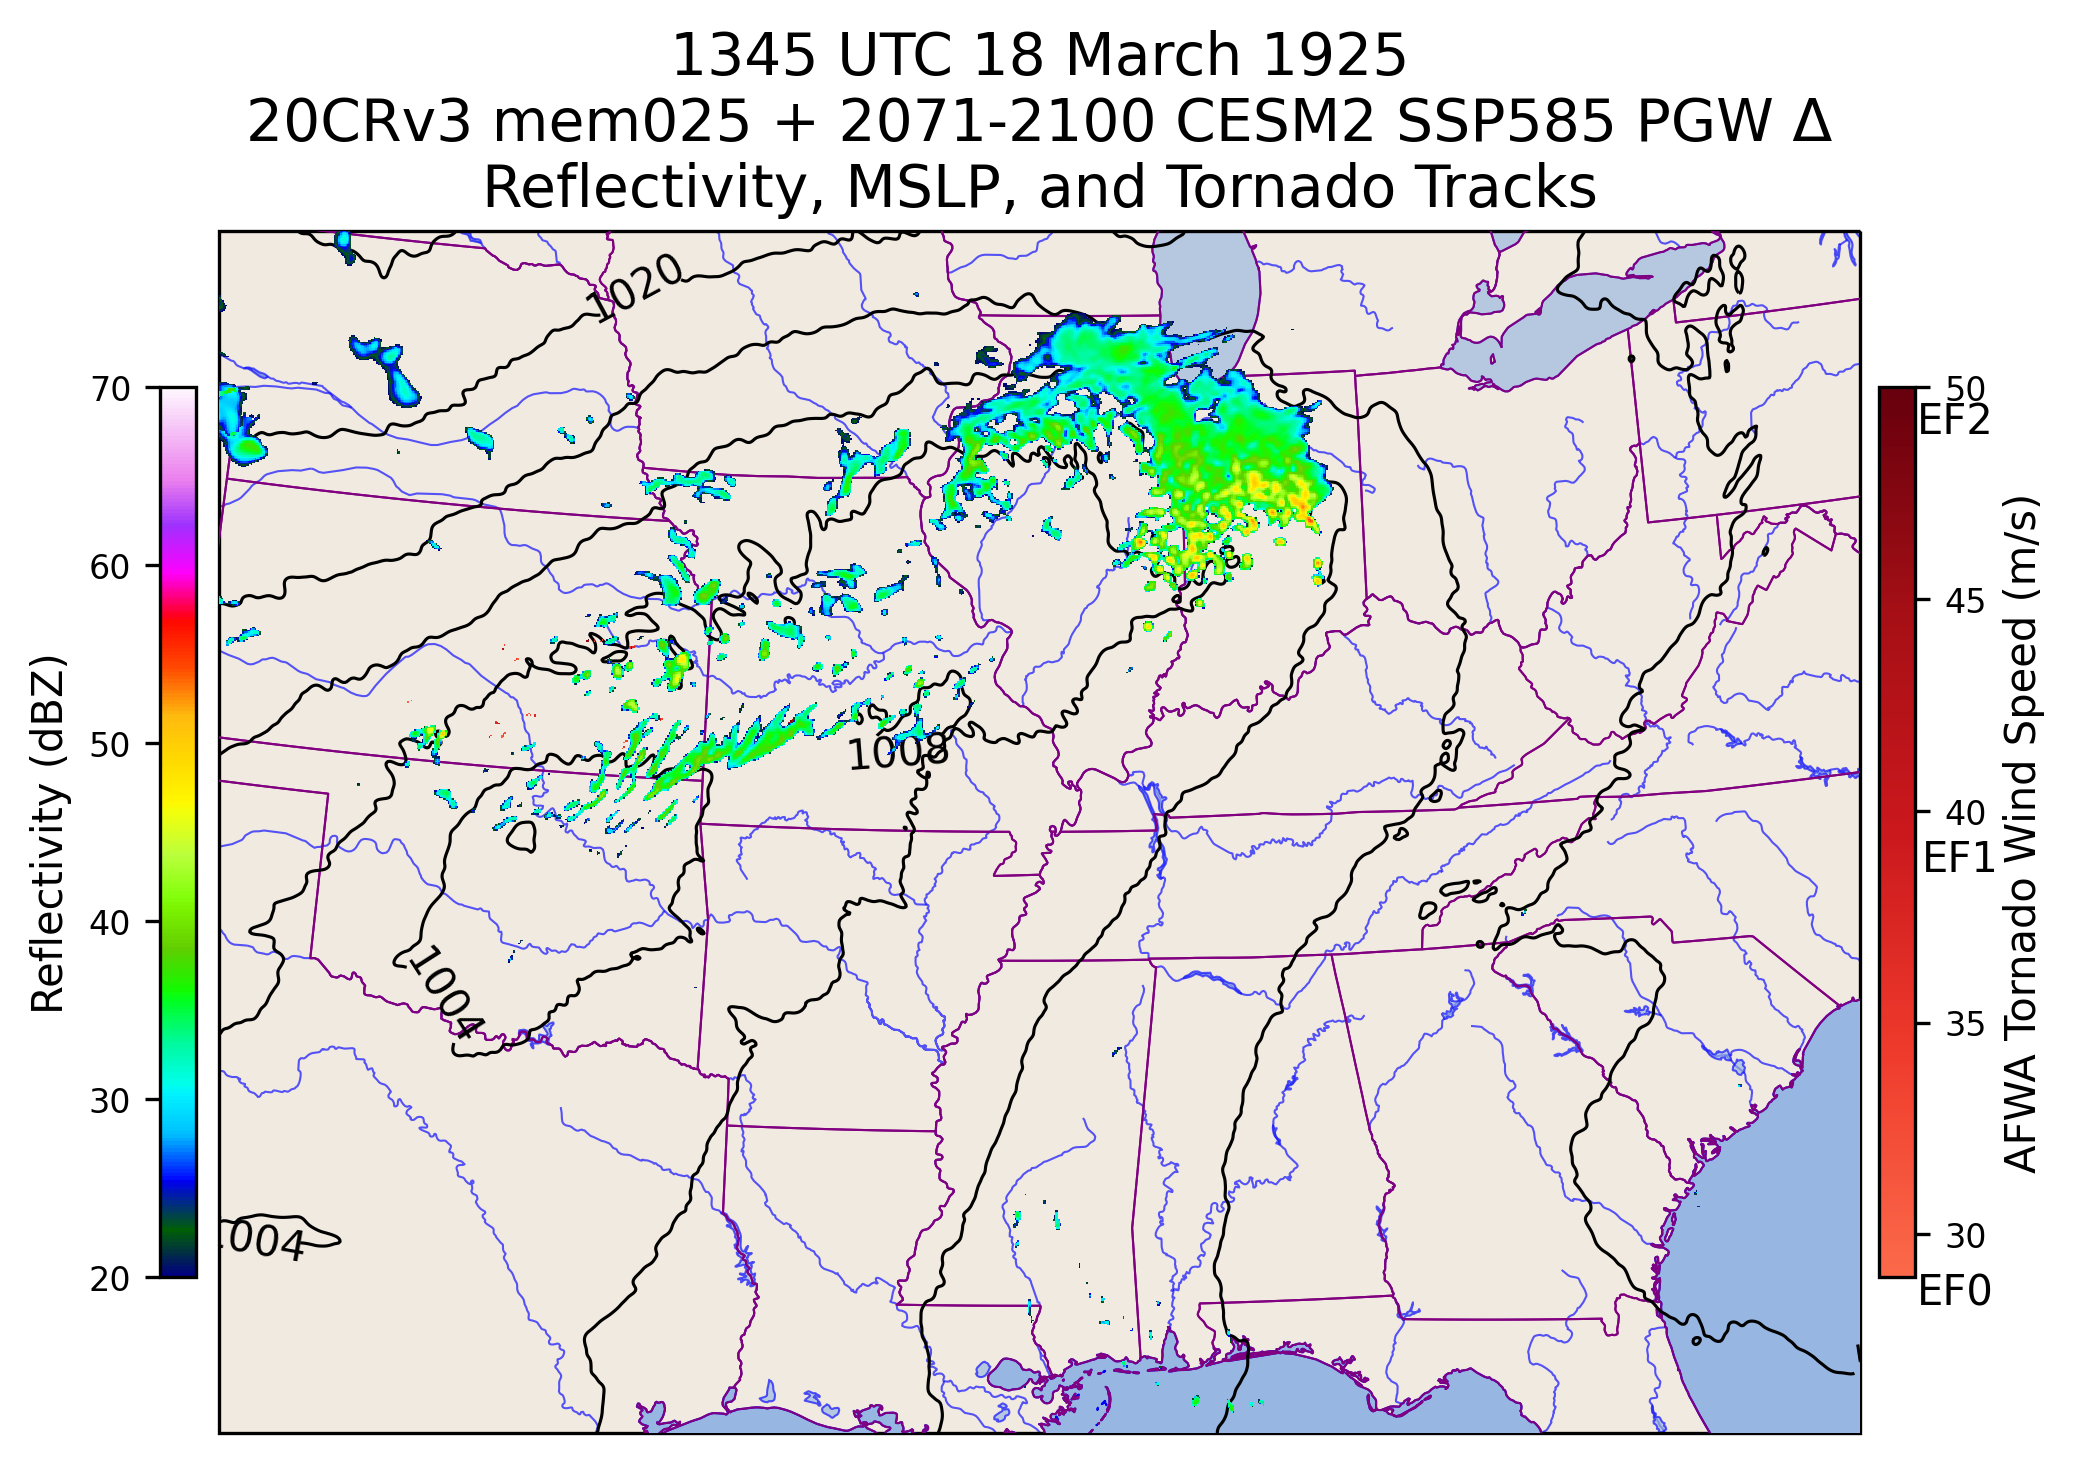 1345 UTC 18 March 1925
20CRv3 mem025 + 2071-2100 CESM2 SSP585 PGW Δ
Reflectivity, MSLP, and Tornado Tracks
Reflectivity (dBZ)
70
60
50
40
30
20
1020
1008
1004
1004
50
EF2
45
40
EF1
35
30
EF0
AFWA Tornado Wind Speed (m/s)